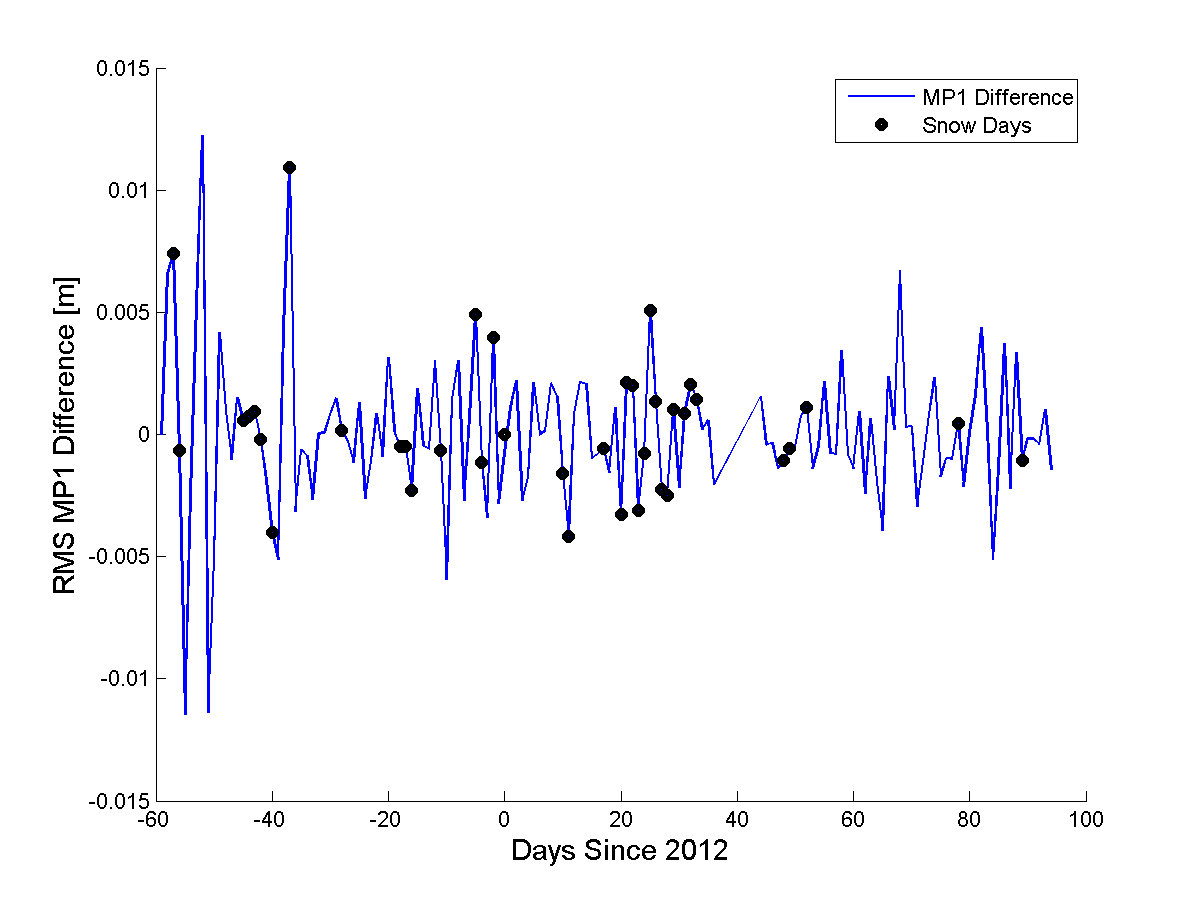 0.015
0.01
0.005
0
-0.005
-0.01
-0.015
RMS MP1 Difference [m]
MP1 Difference
Snow Days
-60 -40 -20 0 20 40 60 80 100
Days Since 2012